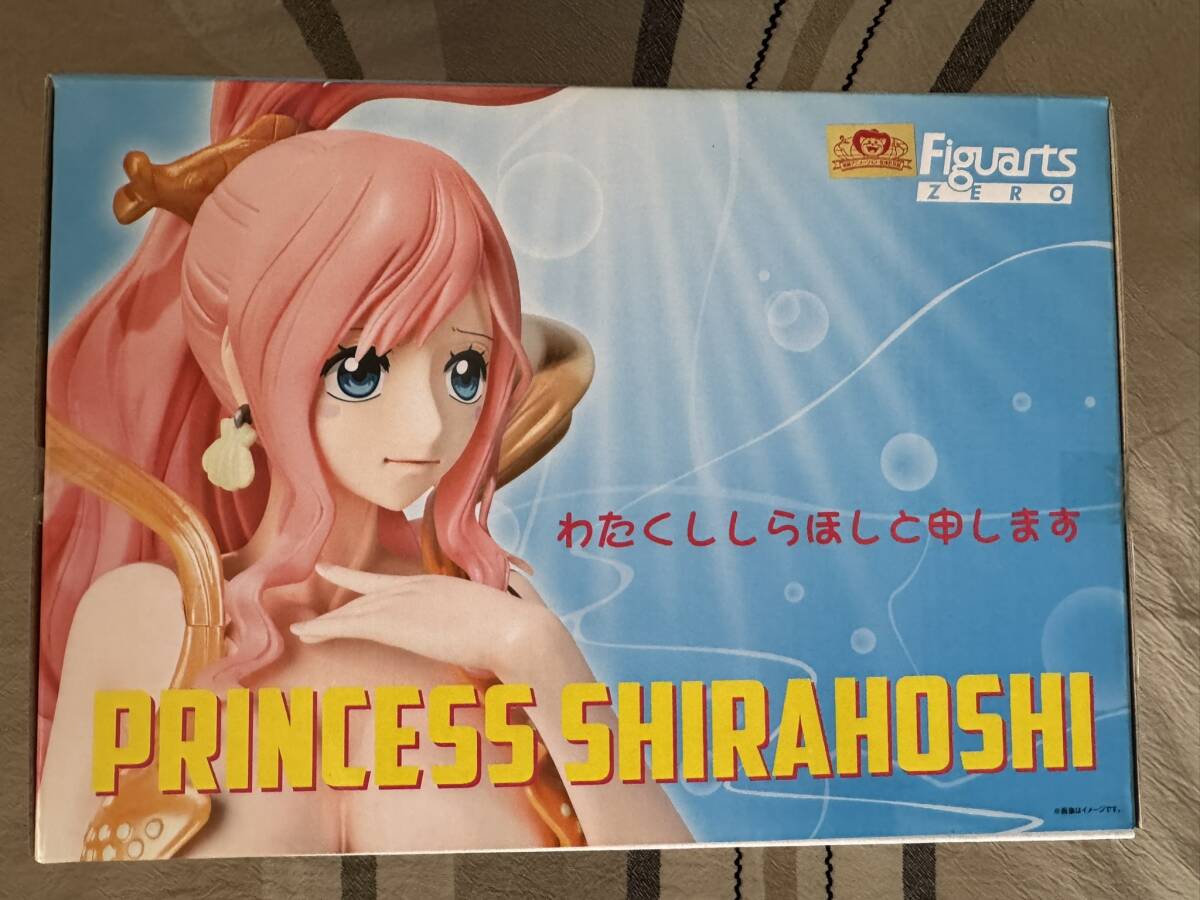 Figuarts
ZERO
わたくししらほしと申します
PRINCESS SHIRAHOSHI
※画像はイメージです。